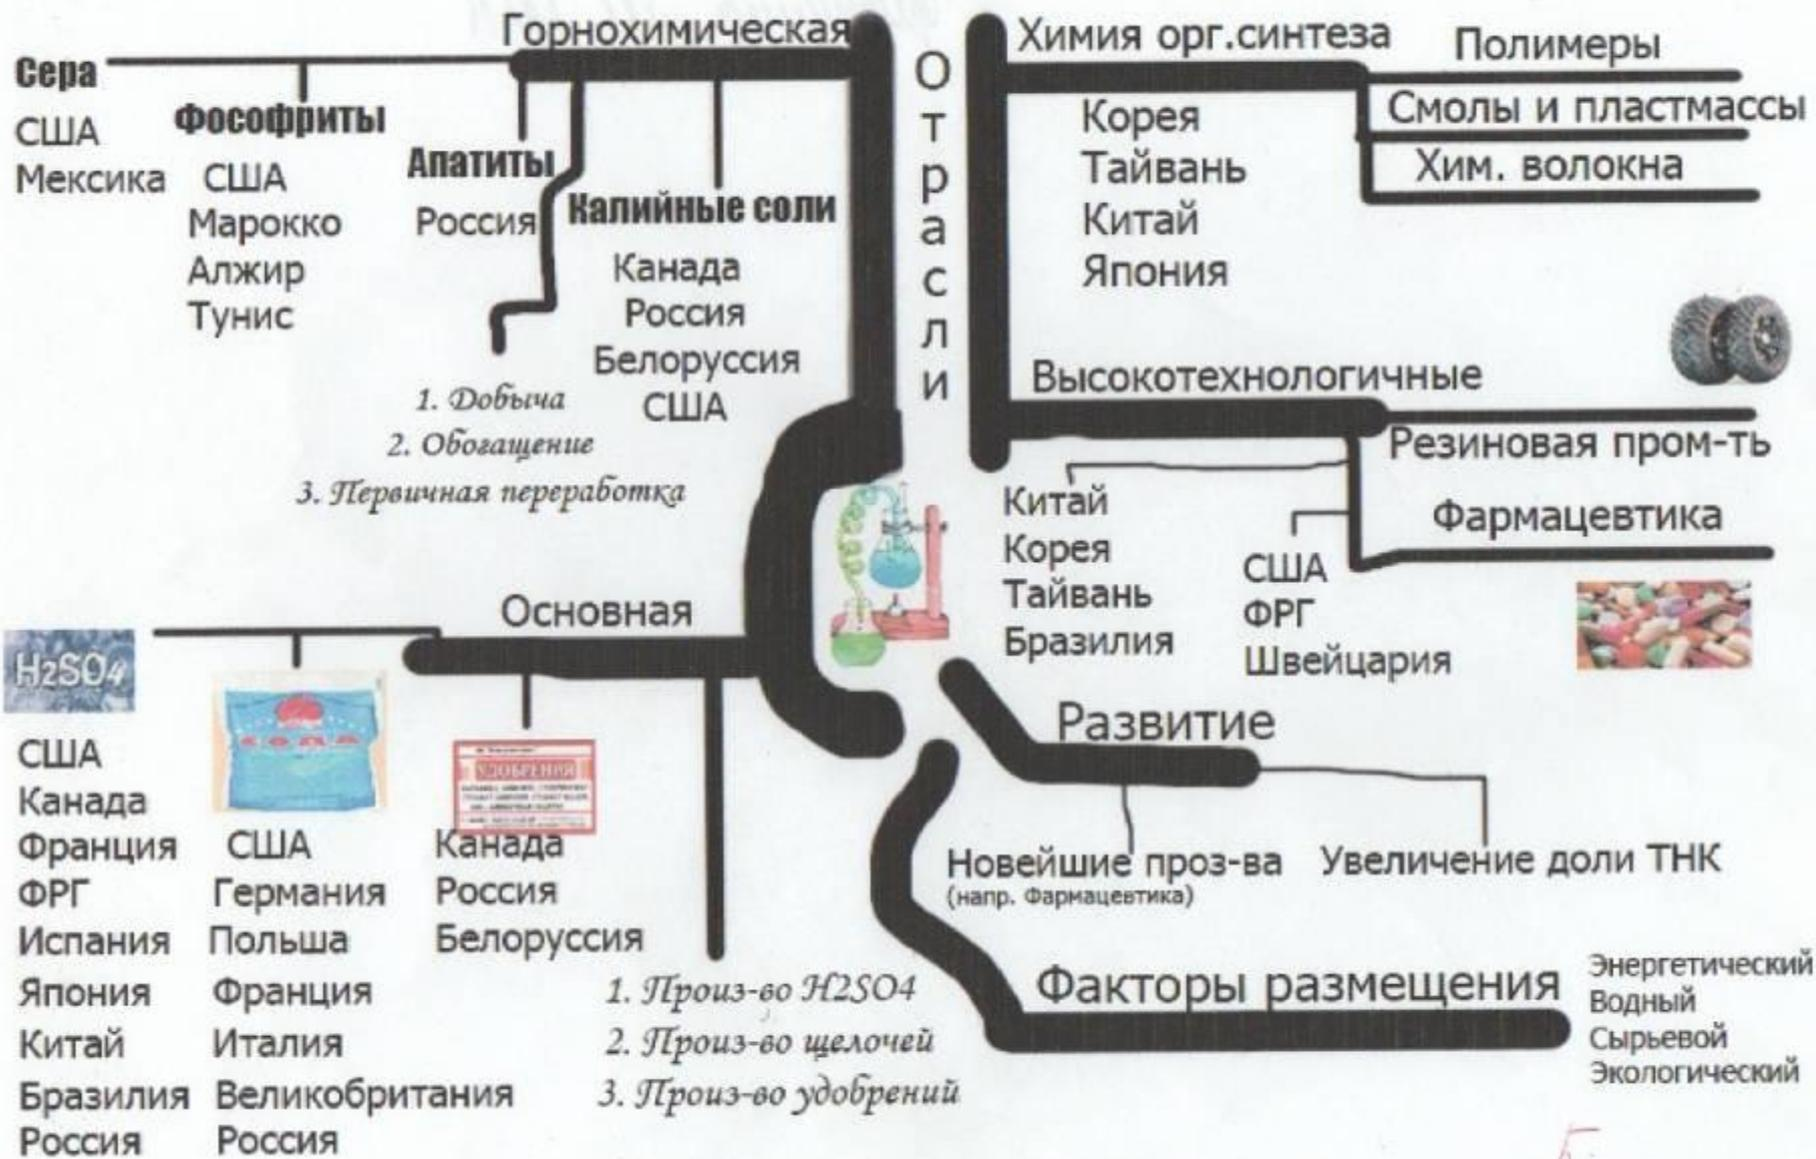 Отрасли
Горнохимическая
Сера
США
Мексика
Фософриты
США
Марокко
Алжир
Тунис
Апатиты
Россия
Калийные соли
Канада
Россия
Белоруссия
США
1. Добыча
2. Обогащение
3. Первичная переработка
Химия орг.синтеза
Полимеры
Смолы и пластмассы
Хим. волокна
Корея
Тайвань
Китай
Япония
Высокотехнологичные
Резиновая пром-ть
Фармацевтика
Китай
Корея
Тайвань
Бразилия
США
ФРГ
Швейцария
Основная
H2SO4
США
Канада
Франция
ФРГ
Испания
Япония
Китай
Бразилия
Россия
США
Германия
Польша
Франция
Италия
Великобритания
Россия
УДОБРЕНИЯ
Канада
Россия
Белоруссия
1. Произ-во H2SO4
2. Произ-во щелочей
3. Произ-во удобрений
Развитие
Новейшие проз-ва
(напр. Фармацевтика)
Увеличение доли ТНК
Факторы размещения
Энергетический
Водный
Сырьевой
Экологический